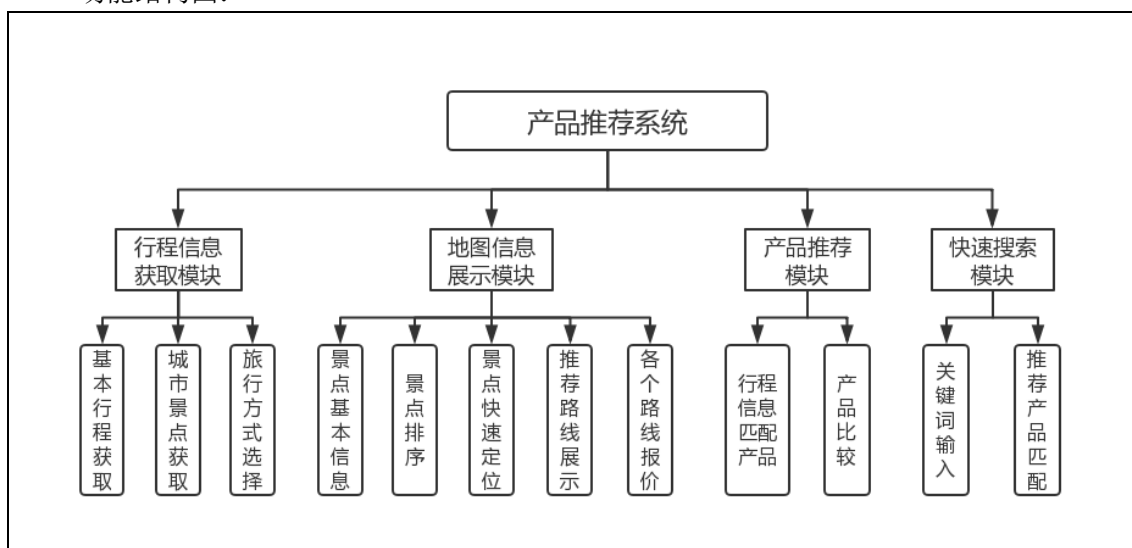 功能结构图:
产品推荐系统
行程信息
获取模块
地图信息
展示模块
产品推荐
模块
快速搜索
模块
基本行程获取
城市景点获取
旅行方式选择
景点基本信息
景点排序
景点快速定位
推荐路线展示
各个路线报价
行程
信息
匹配
产品
产品比较
关键词输入
推荐产品匹配